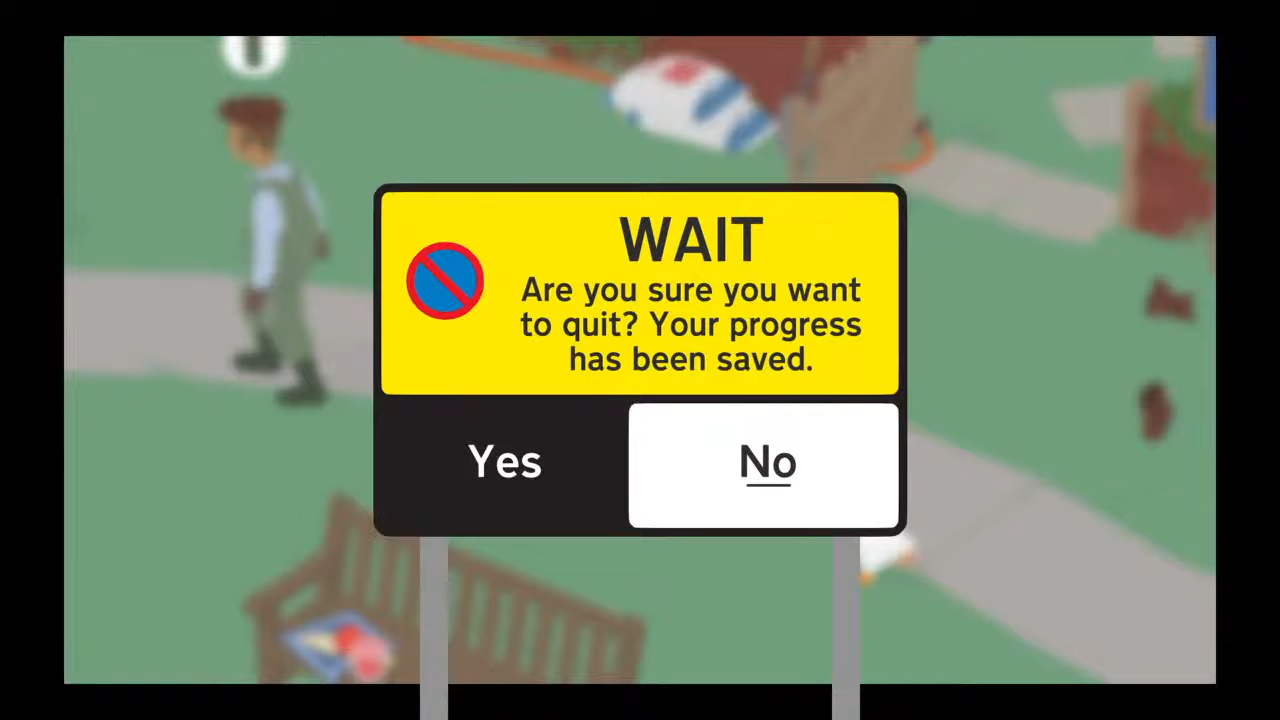 WAIT
Are you sure you want
to quit? Your progress
has been saved.
Yes
No